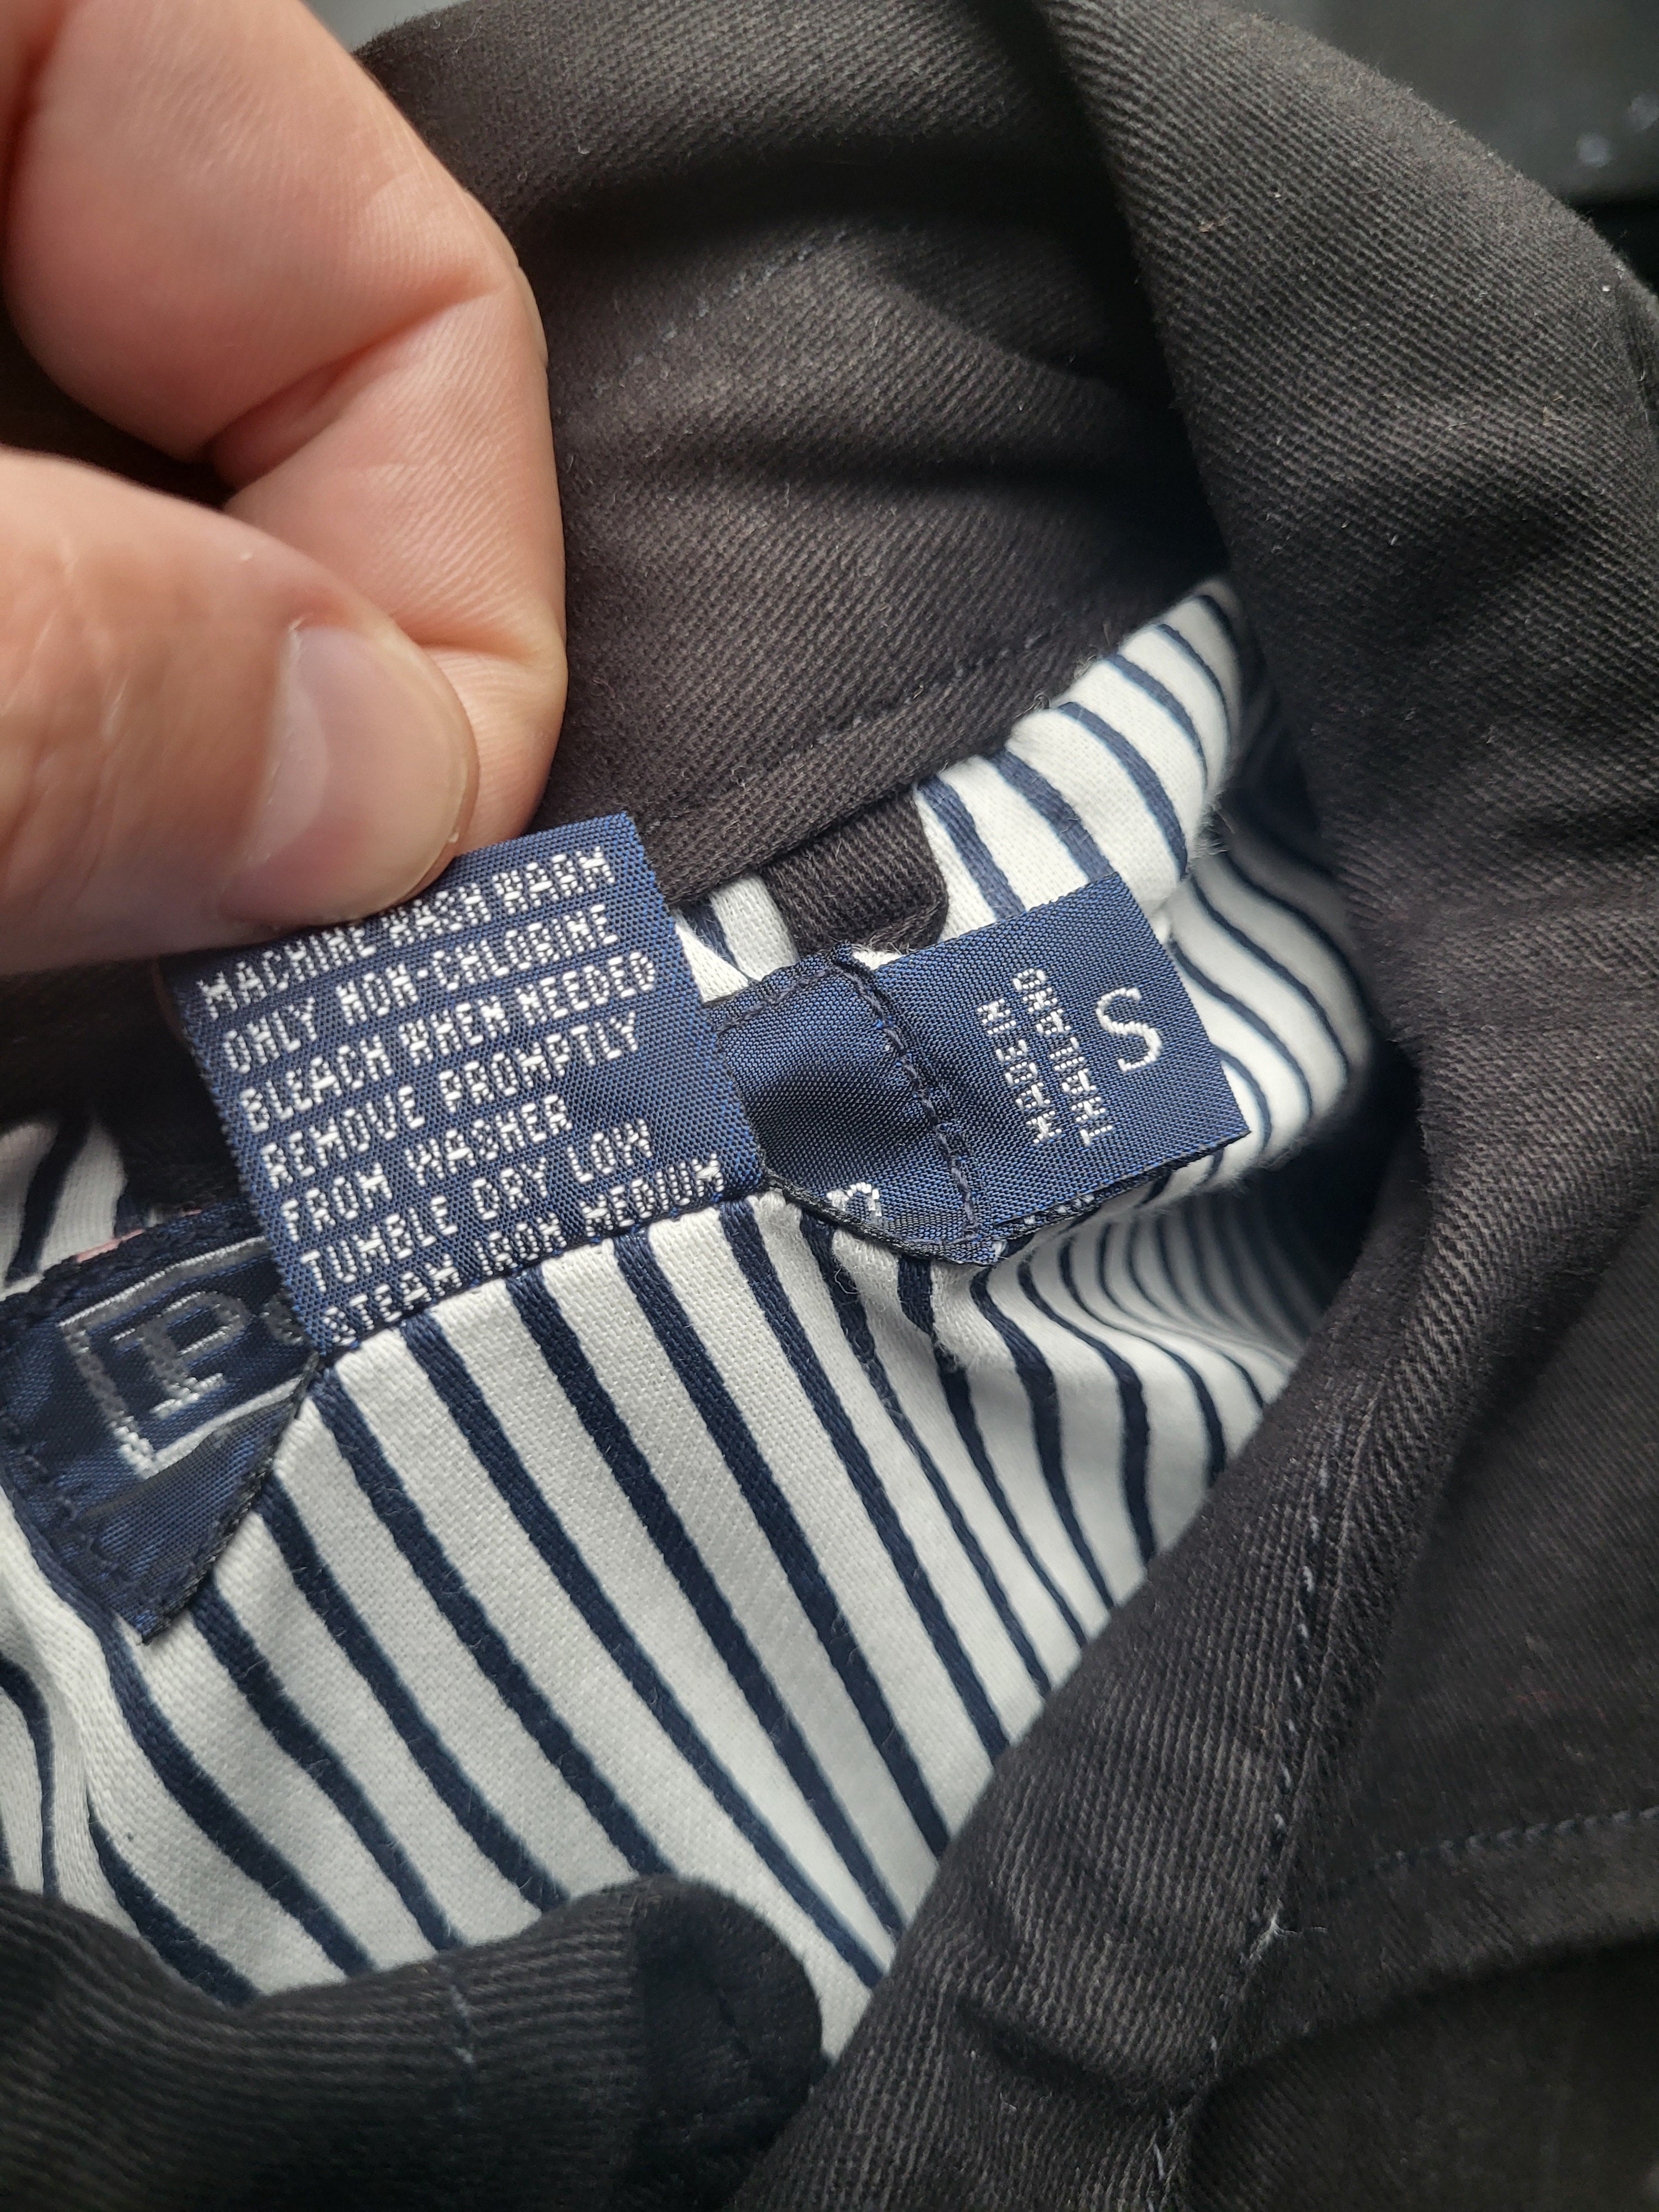 MACHINE WASH WARM
ONLY NON-CHLORINE
BLEACH WHEN NEEDED
REMOVE PROMPTLY
FROM WASHER
TUMBLE DRY LOW
STEAM IRON MEDIUM
S
MADE IN
THAILAND
P